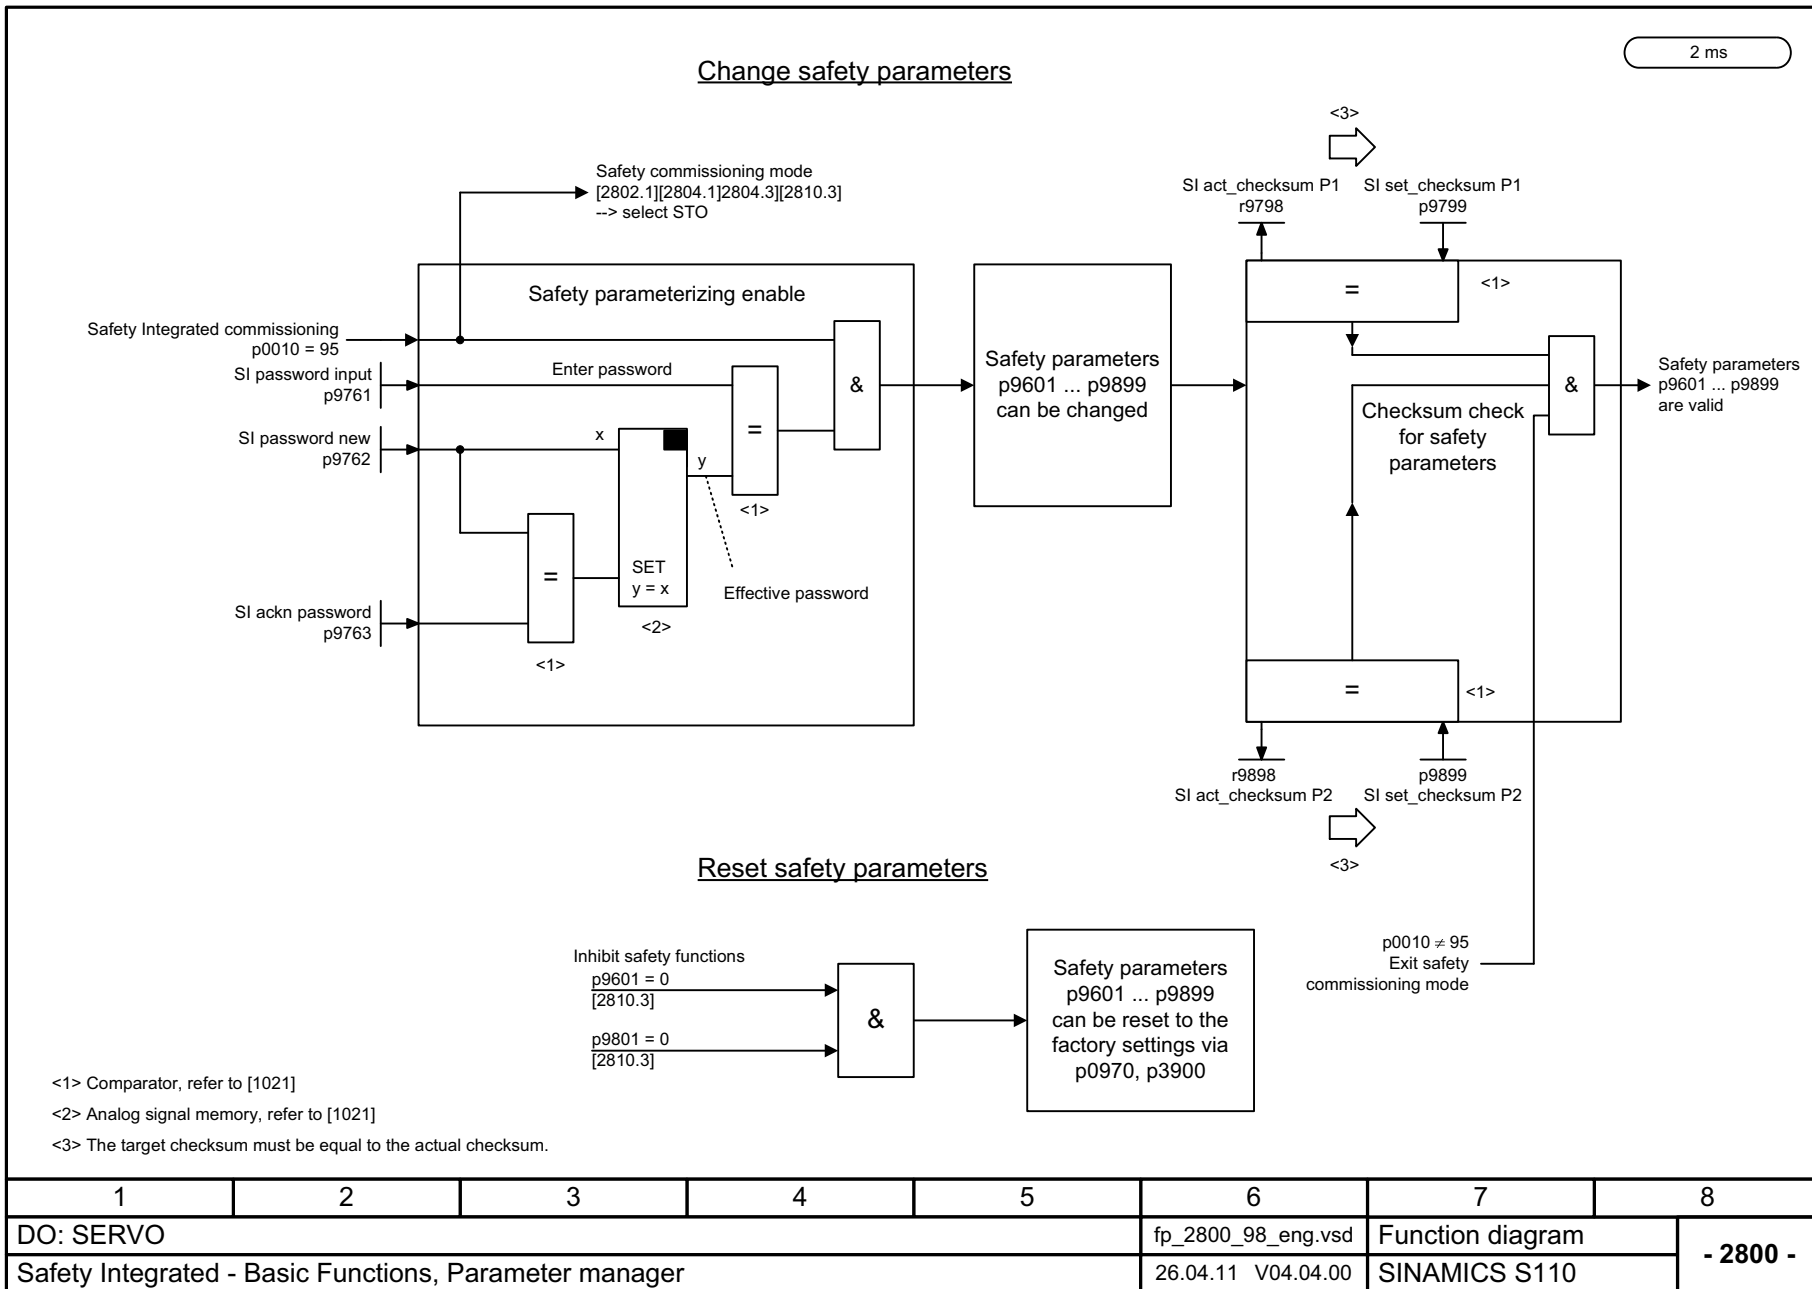 Change safety parameters
2 ms
<3>
Safety commissioning mode
[2802.1][2804.1]2804.3][2810.3]
--> select STO
SI act_checksum P1
r9798
SI set_checksum P1
p9799
Safety parameterizing enable
=
<1>
Safety Integrated commissioning
p0010 = 95
SI password input
p9761
Enter password
&
Safety parameters
p9601 ... p9899
can be changed
&
Safety parameters
p9601 ... p9899
are valid
Checksum check
for safety
parameters
SI password new
p9762
x
=
y
<1>
=
SET
y = x
Effective password
SI ackn password
p9763
<2>
<1>
=
<1>
r9898
SI act_checksum P2
p9899
SI set_checksum P2
<3>
Reset safety parameters
p0010 ≠ 95
Exit safety
commissioning mode
Inhibit safety functions
p9601 = 0
[2810.3]
p9801 = 0
[2810.3]
&
Safety parameters
p9601 ... p9899
can be reset to the
factory settings via
p0970, p3900
<1> Comparator, refer to [1021]
<2> Analog signal memory, refer to [1021]
<3> The target checksum must be equal to the actual checksum.
1 2 3 4 5 6 7 8
DO: SERVO
fp_2800_98_eng.vsd
Function diagram
- 2800 -
Safety Integrated - Basic Functions, Parameter manager
26.04.11 V04.04.00
SINAMICS S110